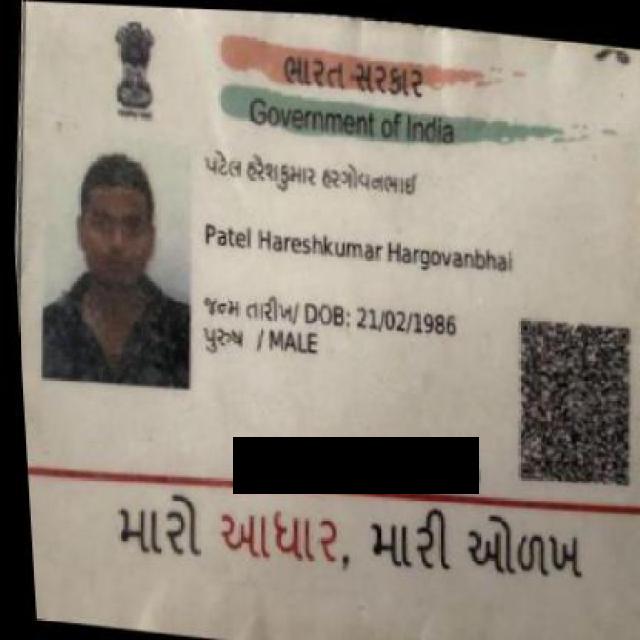 ભારત સરકાર
Government of India
પટેલ હરેશકુમાર હરગોવનભાઈ
Patel Hareshkumar Hargovanbhai
જન્મ તારીખ/ DOB: 21/02/1986
પુરુષ / MALE
મારો આધાર, મારી ઓળખ